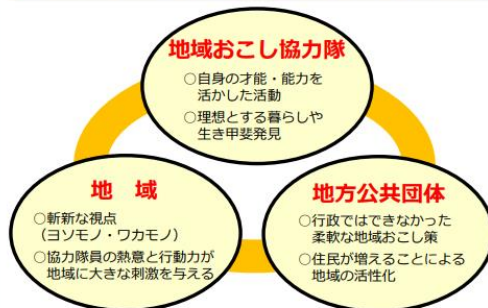 地域おこし協力隊
○自身の才能・能力を
活かした活動
○理想とする暮らしや
生き甲斐発見
地　域
○斬新な視点
（ヨソモノ・ワカモノ）
○協力隊員の熱意と行動力が
地域に大きな刺激を与える
地方公共団体
○行政ではできなかった
柔軟な地域おこし策
○住民が増えることによる
地域の活性化